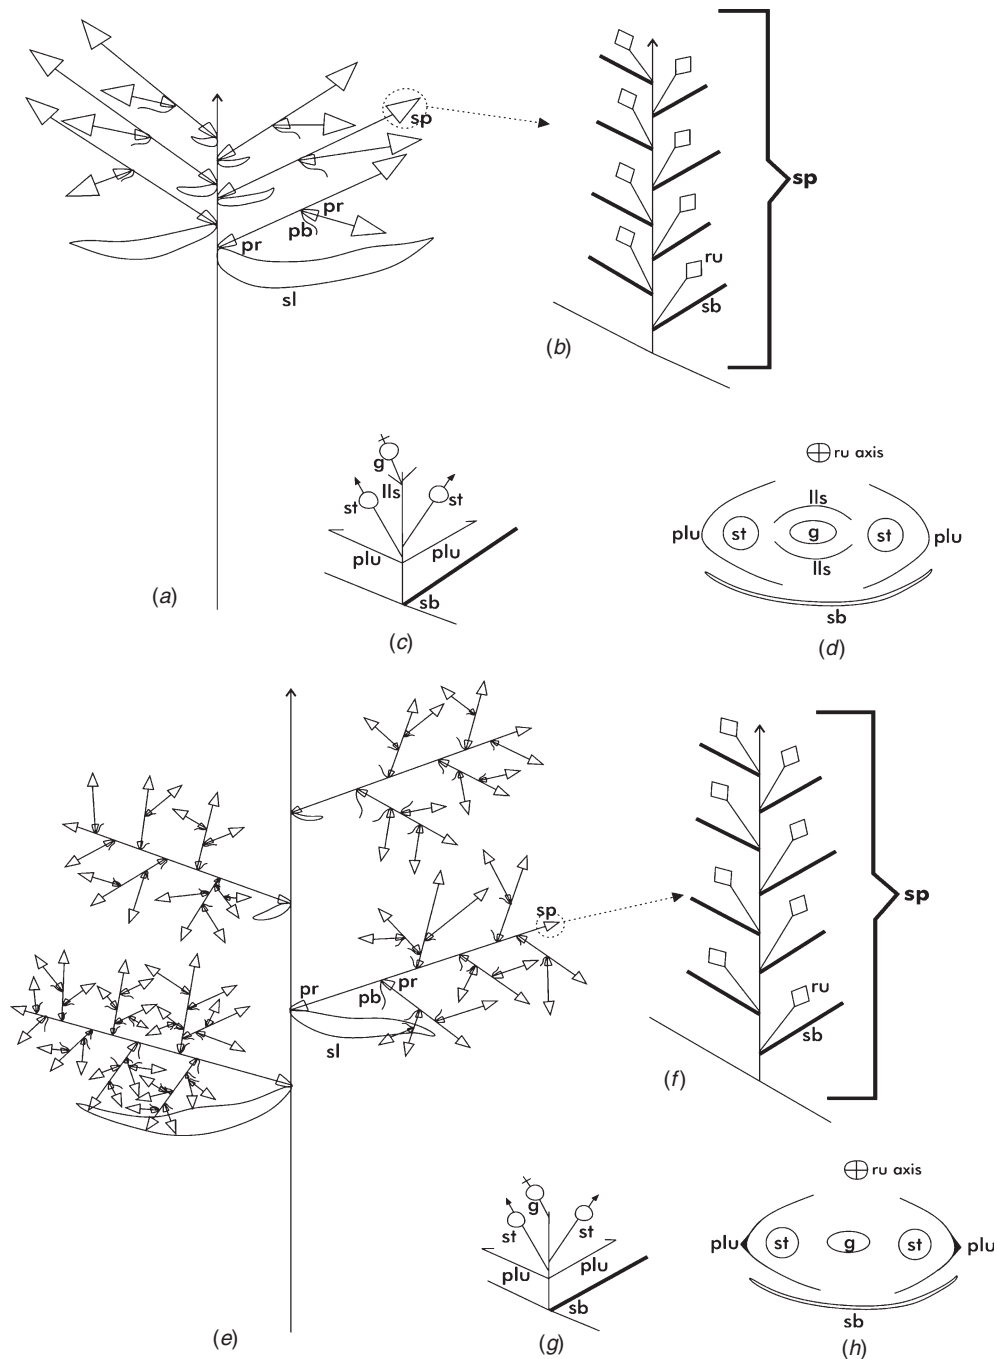 sp
pr
pb
pr
sl
(a)
sp
ru
sb
(b)
g
lls
st
st
plu
plu
sb
(c)
ru axis
lls
plu
st
g
st
plu
lls
sb
(d)
sp
pr
pr
pb
sl
(e)
sp
ru
sb
(f)
g
st
st
plu
plu
sb
(g)
ru axis
plu
st
g
st
plu
sb
(h)